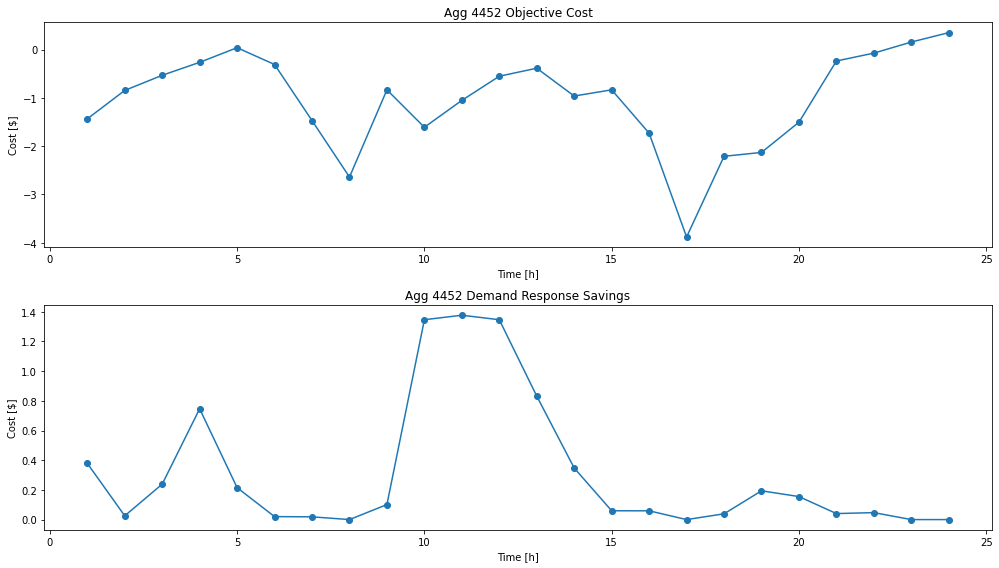 Agg 4452 Objective Cost
Cost [$]
0
−1
−2
−3
−4
0 5 10 15 20 25
Time [h]
Agg 4452 Demand Response Savings
Cost [$]
1.4
1.2
1.0
0.8
0.6
0.4
0.2
0.0
0 5 10 15 20 25
Time [h]